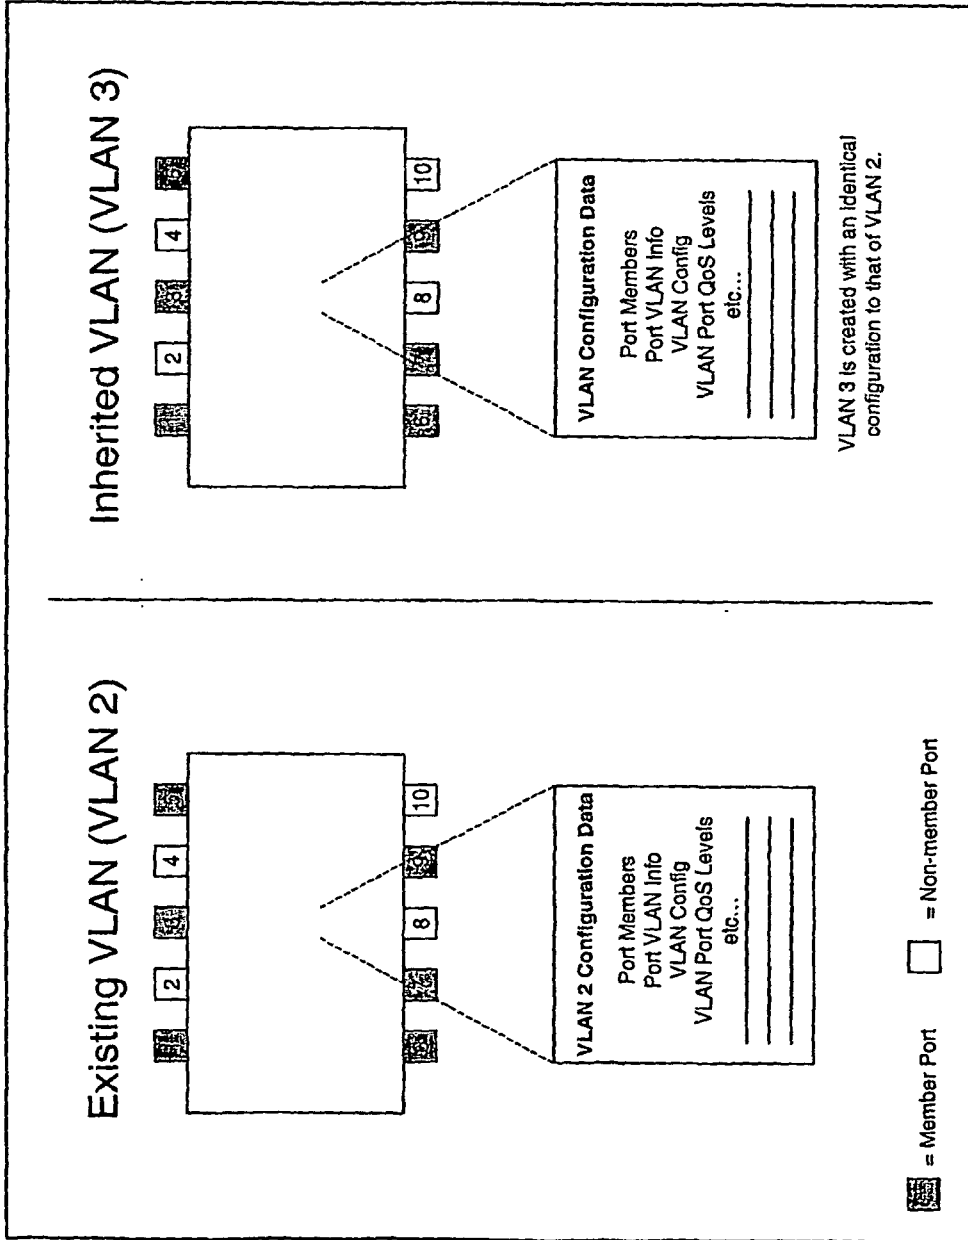 Existing VLAN (VLAN 2)
2
4
8
10
VLAN 2 Configuration Data
Port Members
Port VLAN Info
VLAN Config
VLAN Port QoS Levels
etc...
= Member Port
= Non-member Port
Inherited VLAN (VLAN 3)
2
4
8
10
VLAN Configuration Data
Port Members
Port VLAN Info
VLAN Config
VLAN Port QoS Levels
etc...
VLAN 3 is created with an identical
configuration to that of VLAN 2.